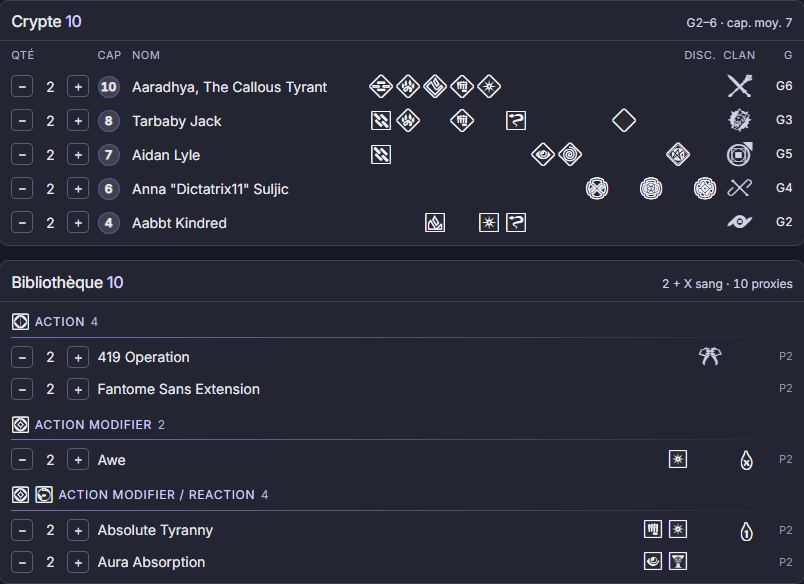 Crypte 10 G2–6 · cap. moy. 7
QTÉ CAP NOM DISC. CLAN G
− 2 + 10 Aaradhya, The Callous Tyrant G6
− 2 + 8 Tarbaby Jack G3
− 2 + 7 Aidan Lyle G5
− 2 + 6 Anna "Dictatrix11" Suljic G4
− 2 + 4 Aabbt Kindred G2
Bibliothèque 10 2 + X sang · 10 proxies
ACTION 4
− 2 + 419 Operation P2
− 2 + Fantome Sans Extension P2
ACTION MODIFIER 2
− 2 + Awe X P2
ACTION MODIFIER / REACTION 4
− 2 + Absolute Tyranny 1 P2
− 2 + Aura Absorption P2